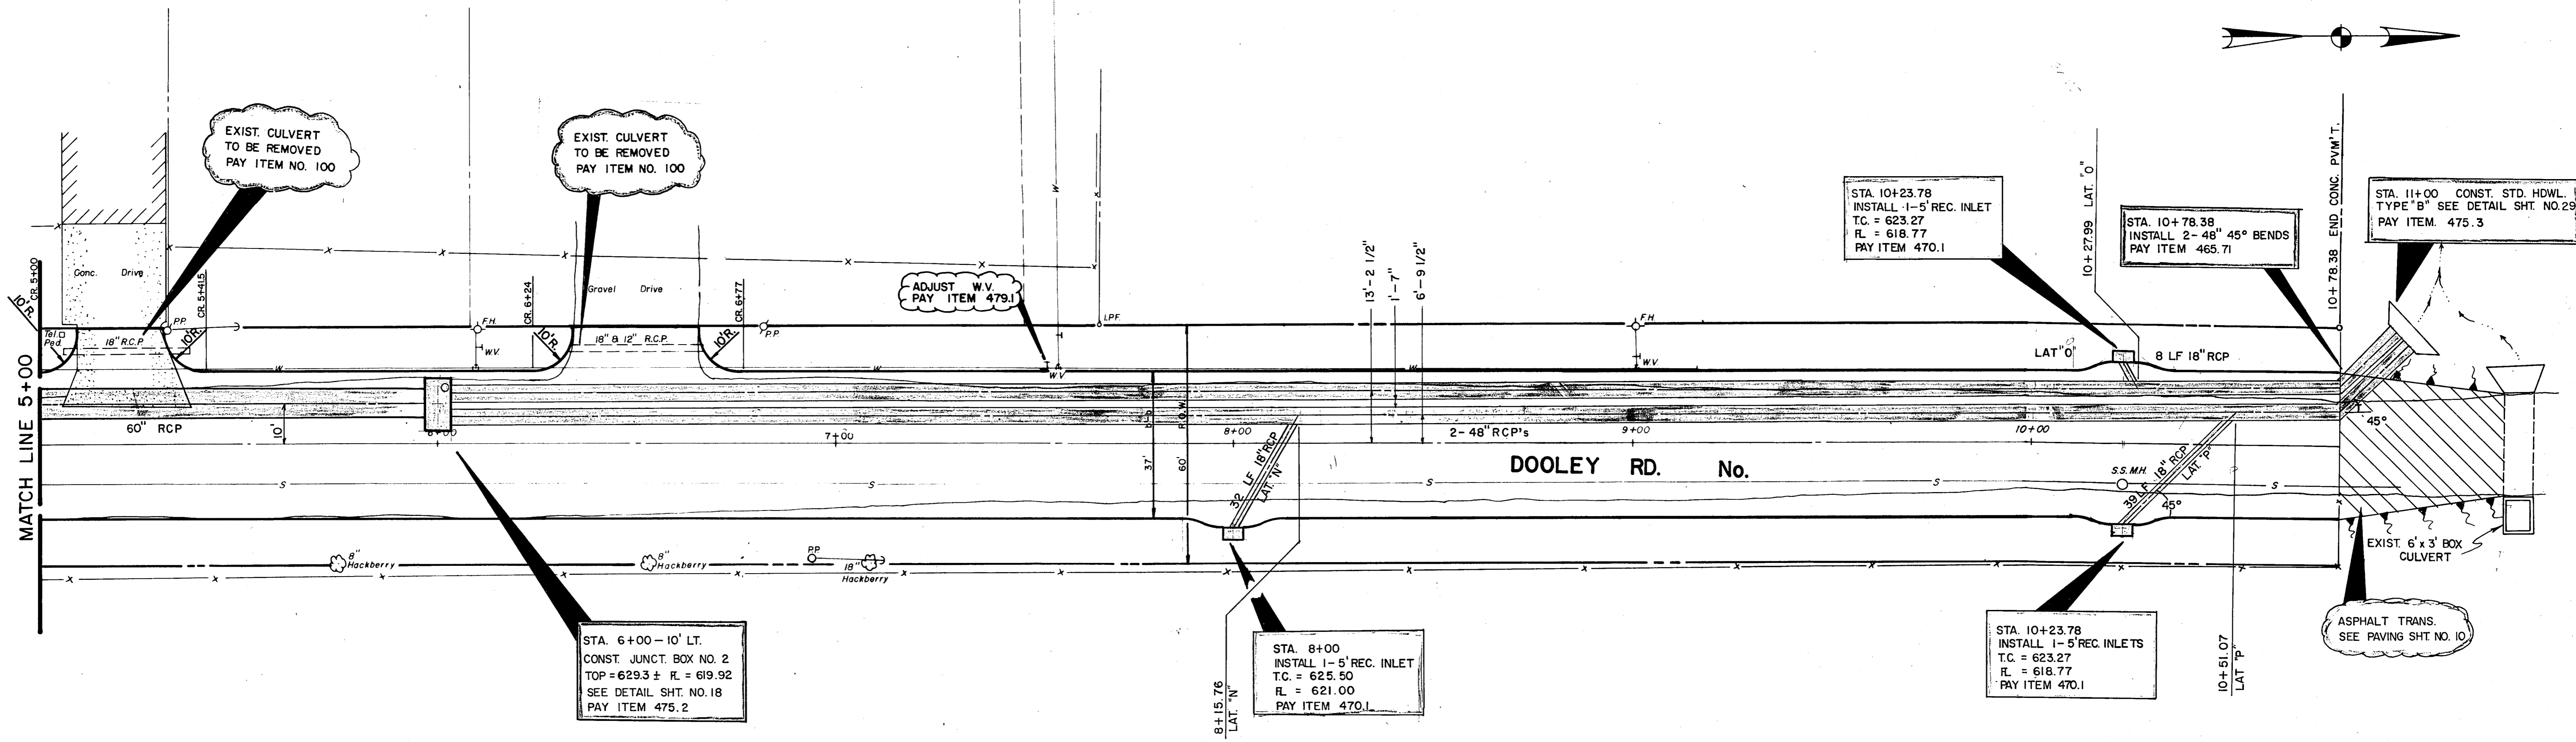 EXIST. CULVERT
TO BE REMOVED
PAY ITEM NO. 100
EXIST. CULVERT
TO BE REMOVED
PAY ITEM NO. 100
ADJUST W.V.
PAY ITEM 479.1
STA. 10+23.78
INSTALL 1-5' REC. INLET
T.C. = 623.27
FL = 618.77
PAY ITEM 470.1
10+27.99 LAT. "O"
STA. 10+78.38
INSTALL 2-48" 45° BENDS
PAY ITEM 465.71
10+78.38 END CONC. PVM'T.
STA. 11+00 CONST. STD. HDWL.
TYPE "B" SEE DETAIL SHT. NO. 29
PAY ITEM. 475.3
MATCH LINE 5+00
CR. 5+00
10'R.
Conc. Drive
Tel. Ped.
18" R.C.P.
P.P.
10'R.
CR. 5+41.5
F.H.
W.V.
CR. 6+24
10'R.
Gravel Drive
18" & 12" R.C.P.
10'R.
CR. 6+77
P.P.
W
W
W.V.
W
I.P.F.
13'-2 1/2"
1'-7"
6'-9 1/2"
F.H.
W.V.
W
LAT "O"
8 LF 18" RCP
60" RCP
10'
6+00
7+00
8+00
2-48" RCP's
9+00
10+00
45°
37' B-B
60' R.O.W.
32 LF 18" RCP
LAT. "N"
DOOLEY RD. No.
S.S.M.H.
39 LF 18" RCP
LAT. "P"
45°
S
S
S
S
S
8"
Hackberry
8"
Hackberry
P.P.
18"
Hackberry
EXIST. 6' x 3' BOX
CULVERT
STA. 6+00 - 10' LT.
CONST. JUNCT. BOX NO. 2
TOP = 629.3 ± FL = 619.92
SEE DETAIL SHT. NO. 18
PAY ITEM 475.2
8+15.76
LAT. "N"
STA. 8+00
INSTALL 1-5' REC. INLET
T.C. = 625.50
FL = 621.00
PAY ITEM 470.1
STA. 10+23.78
INSTALL 1-5' REC. INLETS
T.C. = 623.27
FL = 618.77
PAY ITEM 470.1
10+51.07
LAT "P"
ASPHALT TRANS.
SEE PAVING SHT. NO. 10